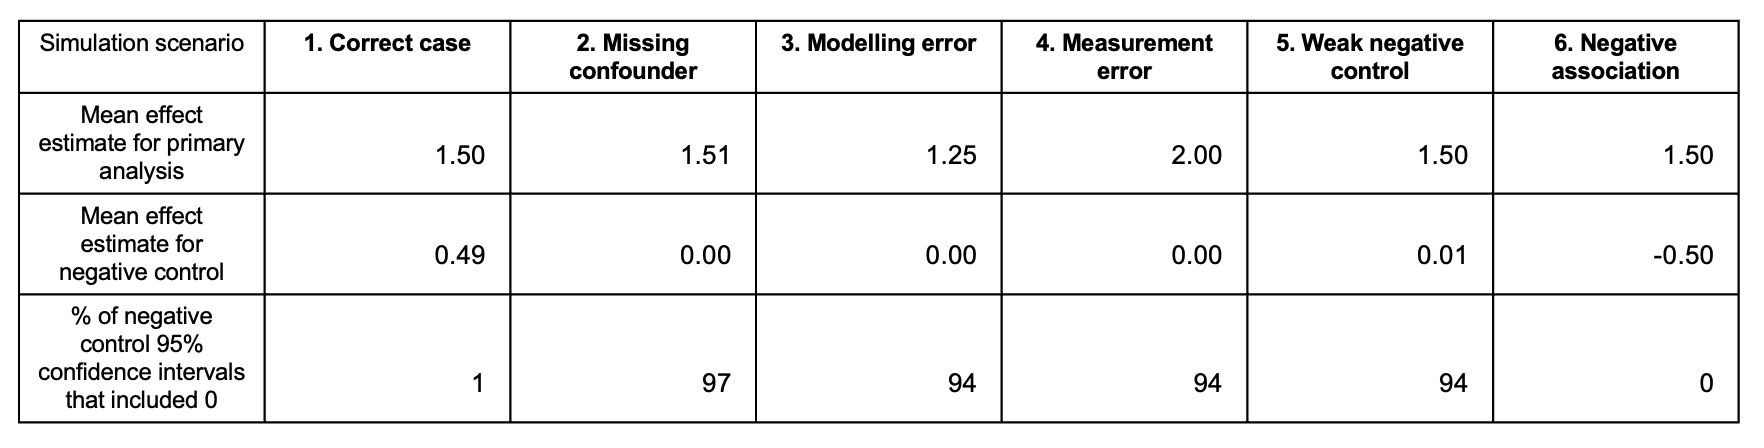 Simulation scenario
1. Correct case
2. Missing
confounder
3. Modelling error
4. Measurement
error
5. Weak negative
control
6. Negative
association
Mean effect
estimate for primary
analysis
1.50
1.51
1.25
2.00
1.50
1.50
Mean effect
estimate for
negative control
0.49
0.00
0.00
0.00
0.01
-0.50
% of negative
control 95%
confidence intervals
that included 0
1
97
94
94
94
0